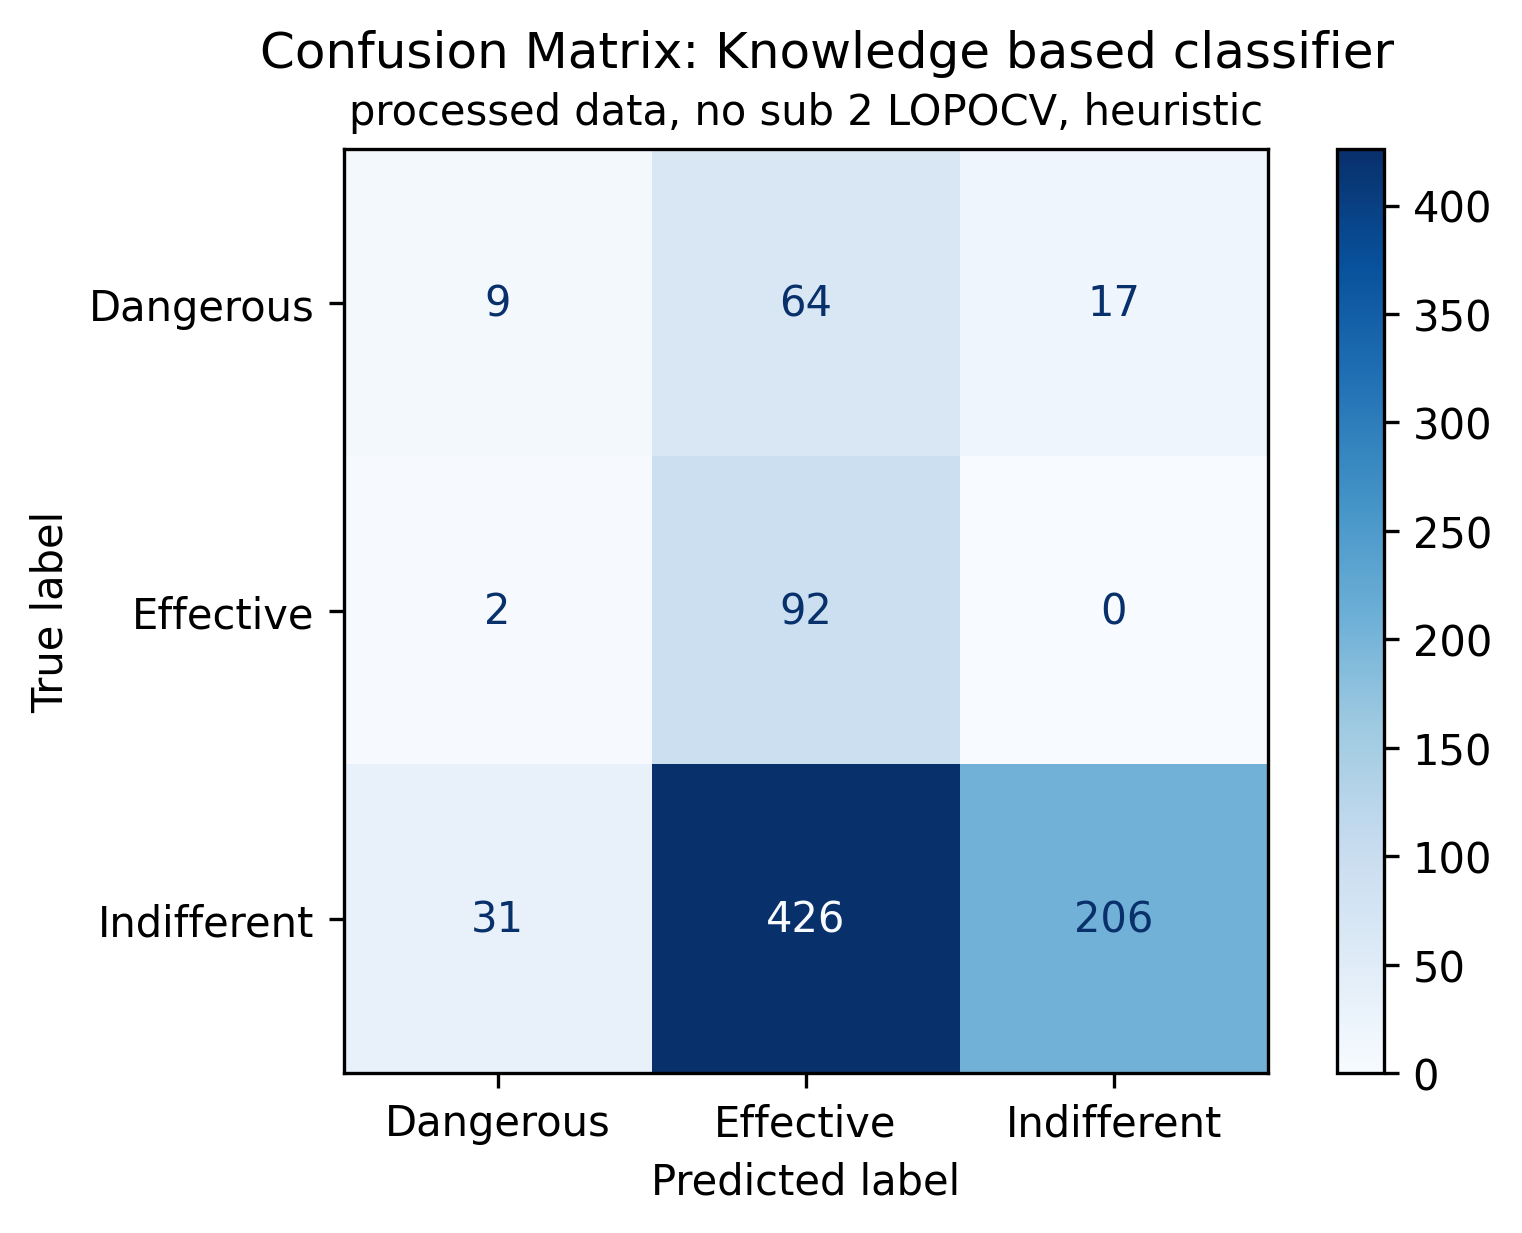 Confusion Matrix: Knowledge based classifier
processed data, no sub 2 LOPOCV, heuristic
True label
Dangerous
9
64
17
Effective
2
92
0
Indifferent
31
426
206
Dangerous
Effective
Indifferent
Predicted label
400
350
300
250
200
150
100
50
0